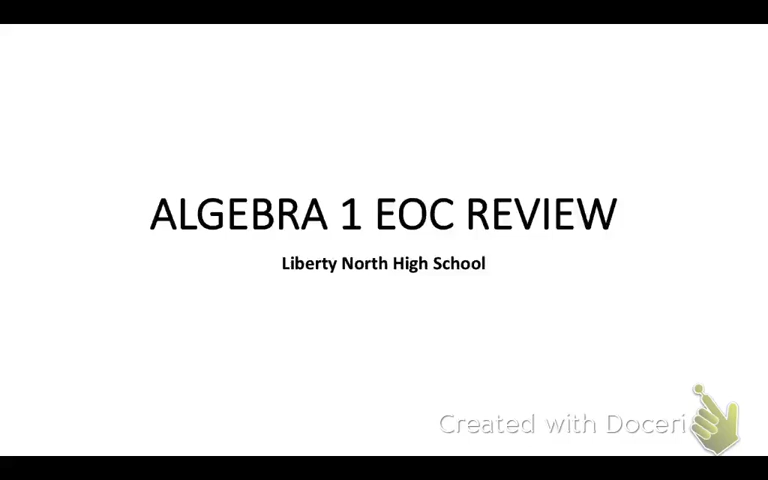 ALGEBRA 1 EOC REVIEW
Liberty North High School
Created with Doceri